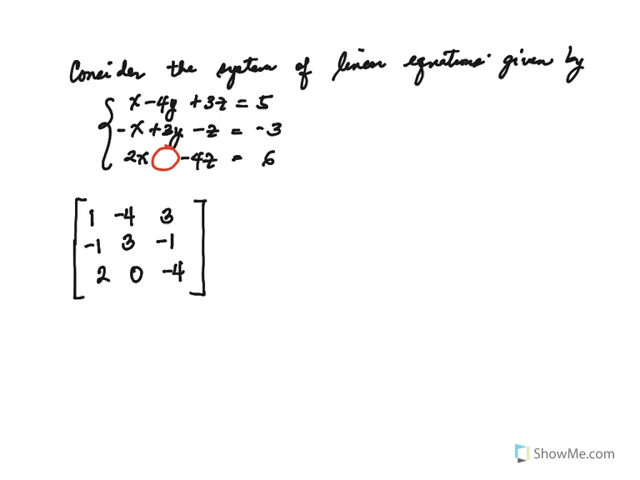 Consider the system of linear equations given by
x - 4y + 3z = 5
-x + 3y - z = -3
2x - 4z = 6
1 -4 3
-1 3 -1
2 0 -4
ShowMe.com